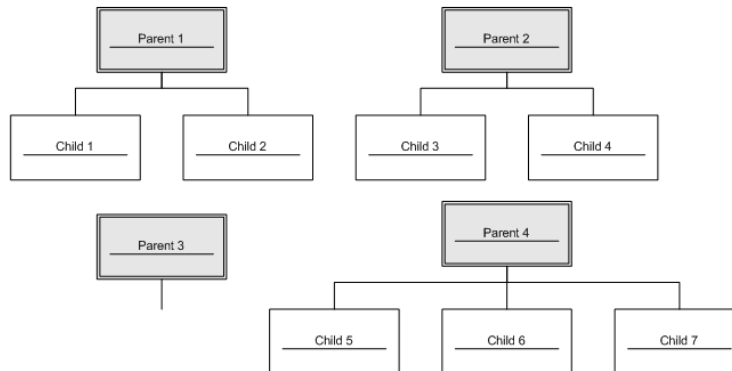 Parent 1
Parent 2
Child 1
Child 2
Child 3
Child 4
Parent 3
Parent 4
Child 5
Child 6
Child 7